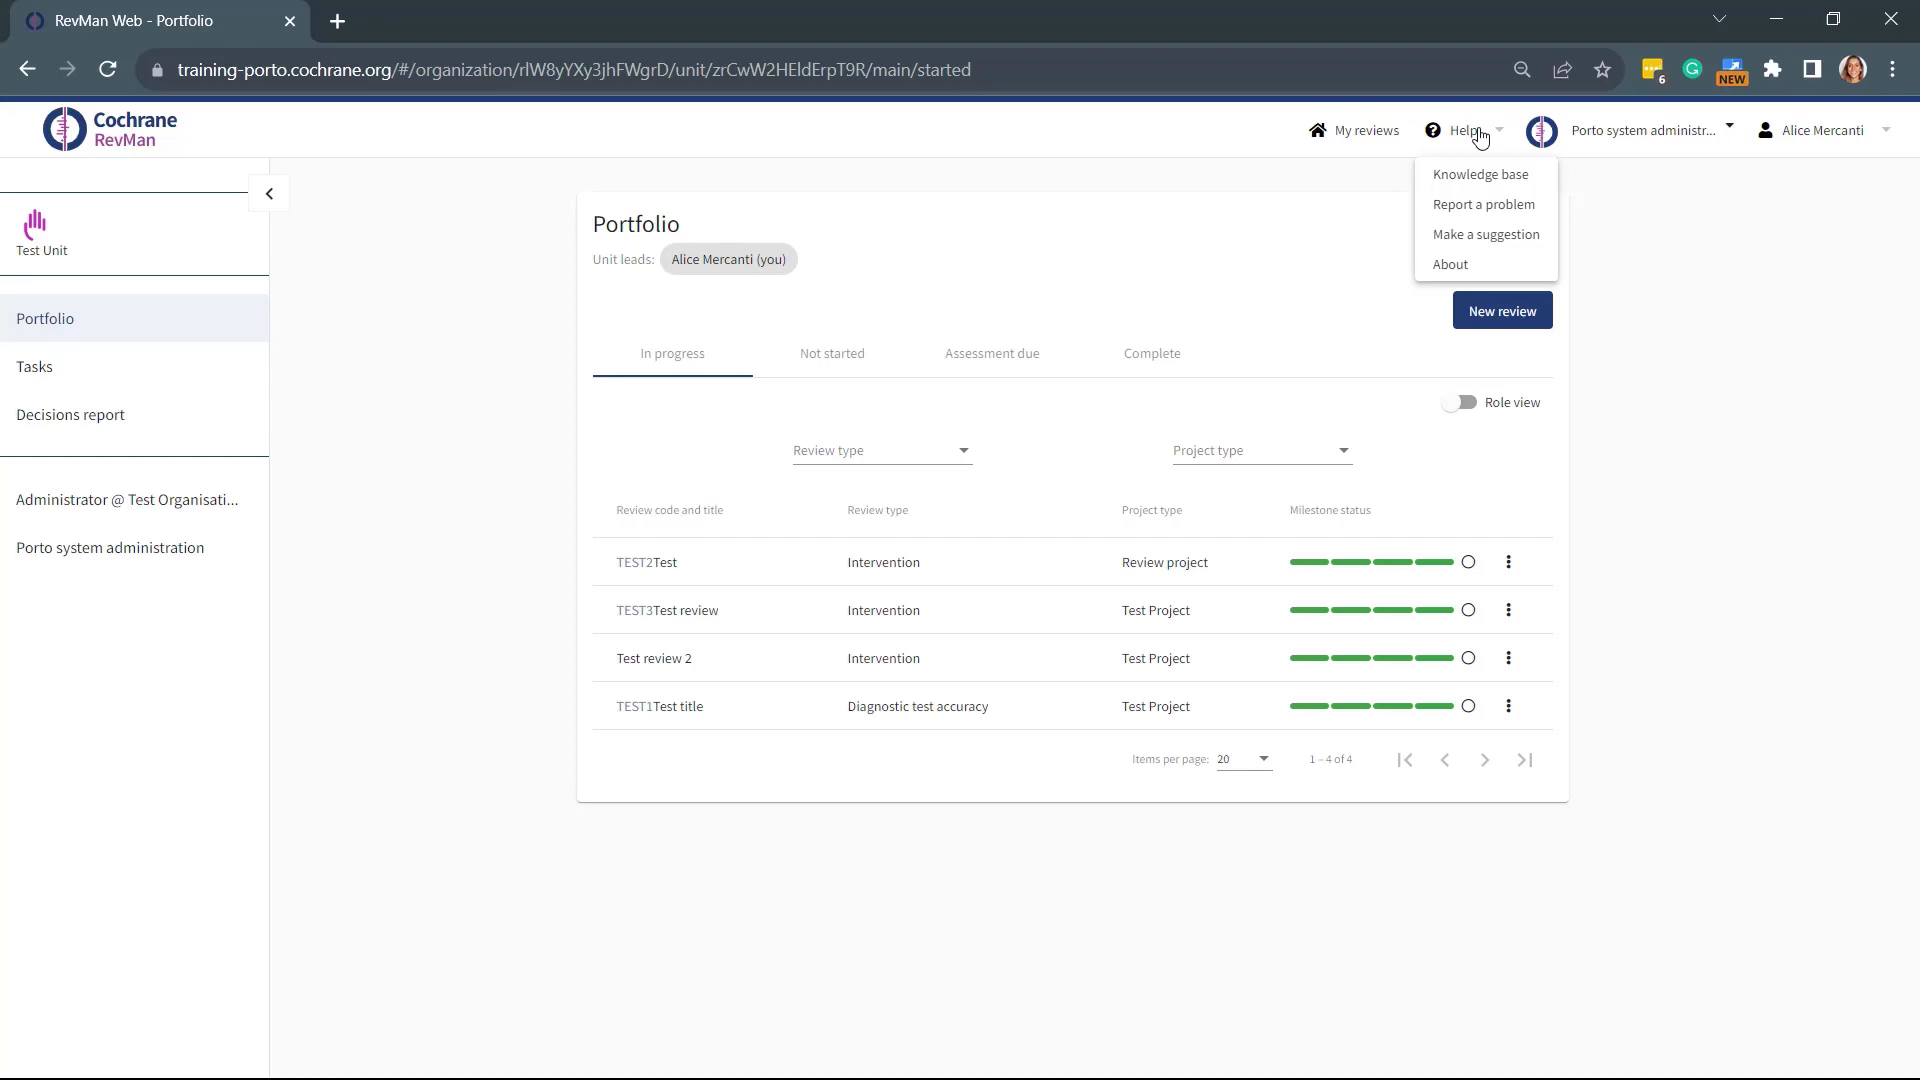 RevMan Web - Portfolio
training-porto.cochrane.org/#/organization/rlW8yYXy3jhFWgrD/unit/zrCwW2HEldErpT9R/main/started
6
NEW
Cochrane
RevMan
My reviews
Help
Porto system administr...
Alice Mercanti
Knowledge base
Report a problem
Make a suggestion
About
Test Unit
Portfolio
Tasks
Decisions report
Administrator @ Test Organisati...
Porto system administration
Portfolio
Unit leads: Alice Mercanti (you)
New review
In progress Not started Assessment due Complete
Role view
Review type Project type
Review code and title Review type Project type Milestone status
TEST2Test Intervention Review project
TEST3Test review Intervention Test Project
Test review 2 Intervention Test Project
TEST1Test title Diagnostic test accuracy Test Project
Items per page: 20 1 – 4 of 4